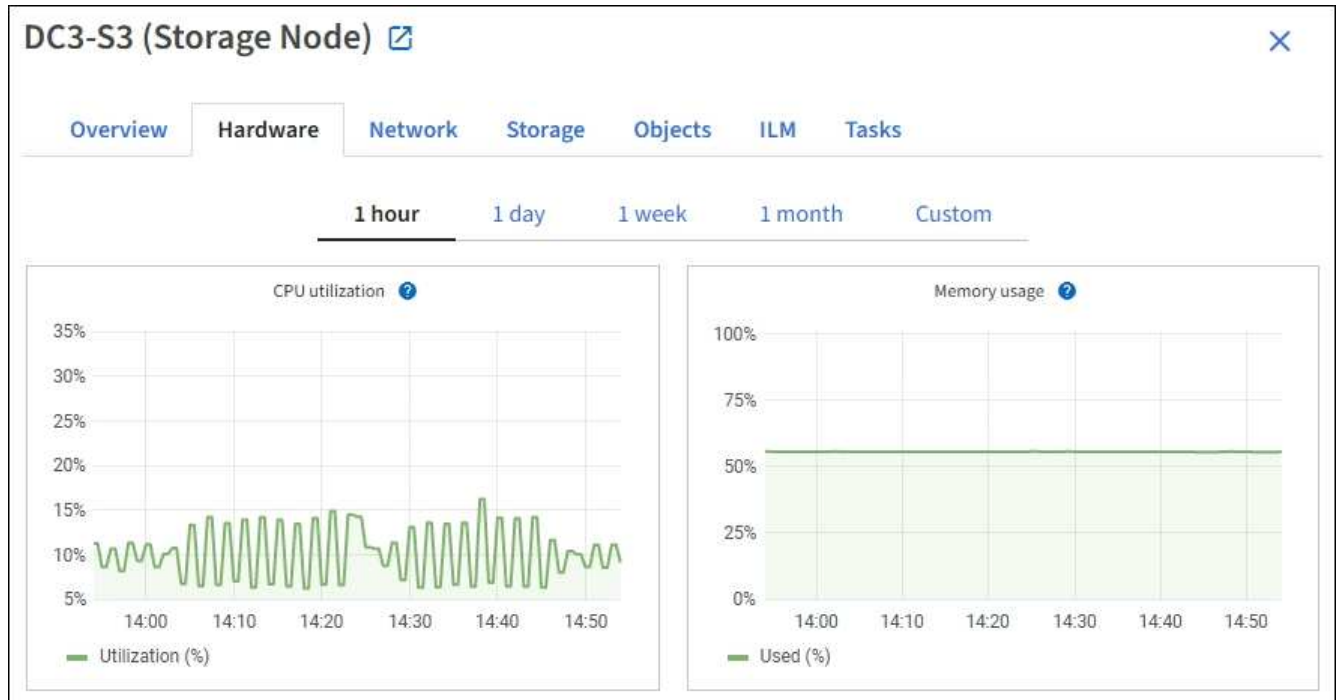 DC3-S3 (Storage Node)
Overview Hardware Network Storage Objects ILM Tasks
1 hour 1 day 1 week 1 month Custom
CPU utilization ?
35%
30%
25%
20%
15%
10%
5%
14:00 14:10 14:20 14:30 14:40 14:50
Utilization (%)
Memory usage ?
100%
75%
50%
25%
0%
14:00 14:10 14:20 14:30 14:40 14:50
Used (%)